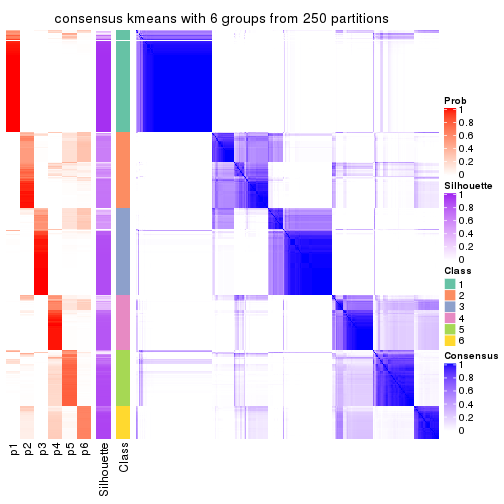 consensus kmeans with 6 groups from 250 partitions
Prob
1
0.8
0.6
0.4
0.2
0
Silhouette
1
0.8
0.6
0.4
0.2
0
Class
1
2
3
4
5
6
Consensus
1
0.8
0.6
0.4
0.2
0
p1
p2
p3
p4
p5
p6
Silhouette
Class